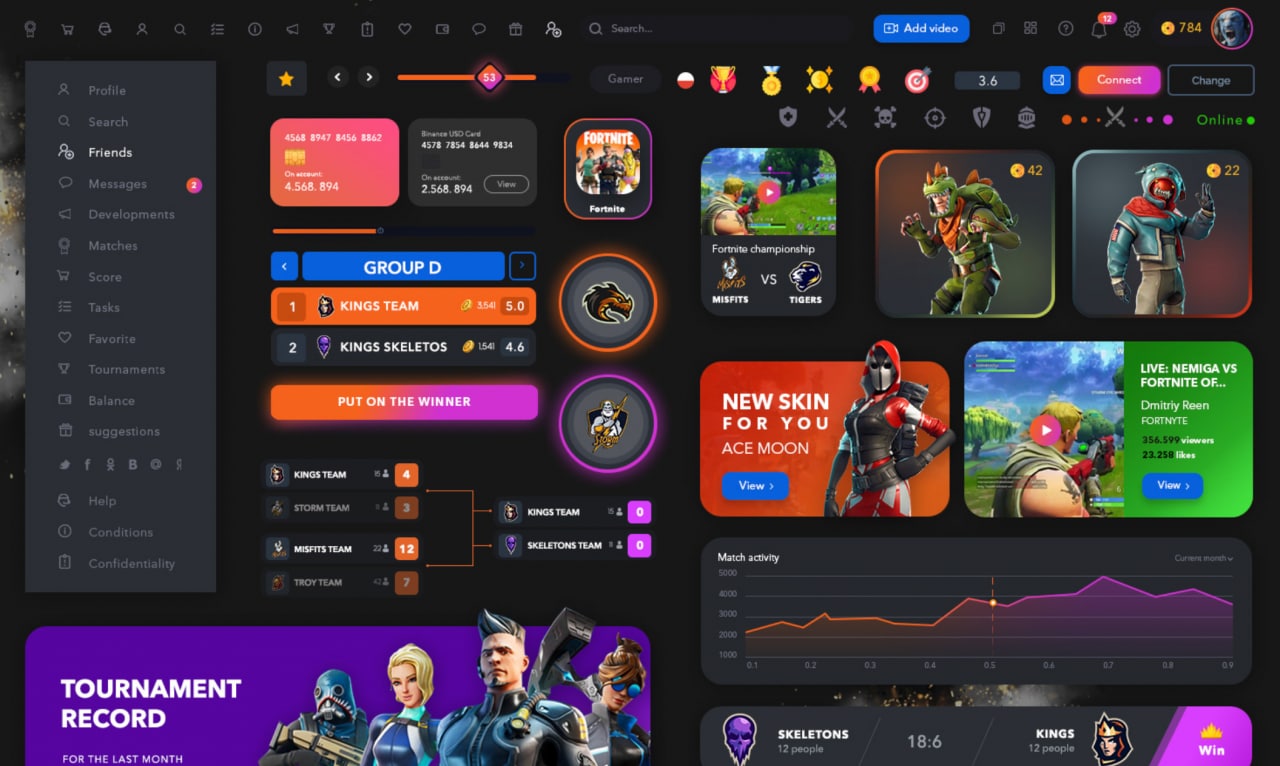 Search...
Add video
12
784
53
Gamer
3.6
Connect
Change
Online
Profile
Search
Friends
Messages
2
Developments
Matches
Score
Tasks
Favorite
Tournaments
Balance
suggestions
Help
Conditions
Confidentiality
4568 8947 8456 8862
On account:
4.568. 894
Binance USD Card
4578 7854 8644 9834
On account:
2.568. 894
View
FORTNITE
Fortnite
GROUP D
1 KINGS TEAM 3,541 5.0
2 KINGS SKELETOS 1,541 4.6
PUT ON THE WINNER
Storm
KINGS TEAM 15 4
STORM TEAM 11 3
MISFITS TEAM 22 12
TROY TEAM 42 7
KINGS TEAM 15 0
SKELETONS TEAM 11 0
Fortnite championship
Misfits
VS
MISFITS
TIGERS
42
22
NEW SKIN
FOR YOU
ACE MOON
View
LIVE: NEMIGA VS
FORTNITE OF...
Dmitriy Reen
FORTNYTE
356.599 viewers
23.258 likes
View
Match activity
Current month
5000
4000
3000
2000
1000
0.1 0.2 0.3 0.4 0.5 0.6 0.7 0.8 0.9
TOURNAMENT
RECORD
FOR THE LAST MONTH
SKELETONS
12 people
18:6
KINGS
12 people
Win